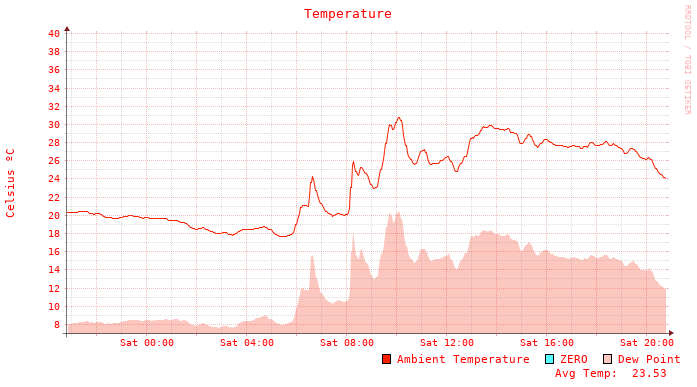 Temperature
RRDTOOL / TOBI OETIKER
Celsius ºC
40
38
36
34
32
30
28
26
24
22
20
18
16
14
12
10
8
Sat 00:00 Sat 04:00 Sat 08:00 Sat 12:00 Sat 16:00 Sat 20:00
Ambient Temperature ZERO Dew Point
Avg Temp: 23.53